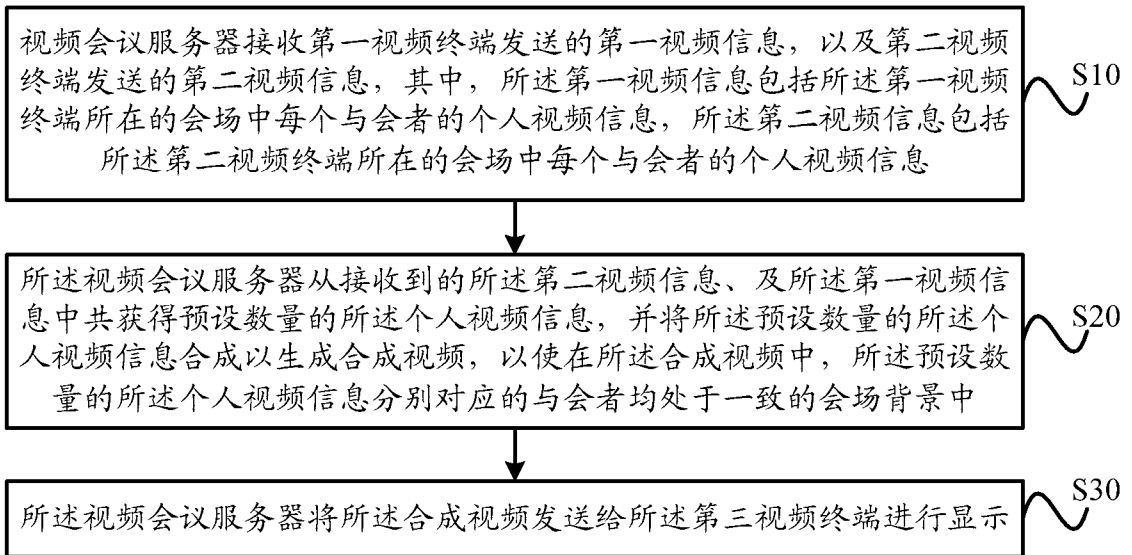 视频会议服务器接收第一视频终端发送的第一视频信息，以及第二视频
终端发送的第二视频信息，其中，所述第一视频信息包括所述第一视频
终端所在的会场中每个与会者的个人视频信息，所述第二视频信息包括
所述第二视频终端所在的会场中每个与会者的个人视频信息
S10
所述视频会议服务器从接收到的所述第二视频信息、及所述第一视频信
息中共获得预设数量的所述个人视频信息，并将所述预设数量的所述个
人视频信息合成以生成合成视频，以使在所述合成视频中，所述预设数
量的所述个人视频信息分别对应的与会者均处于一致的会场背景中
S20
所述视频会议服务器将所述合成视频发送给所述第三视频终端进行显示
S30